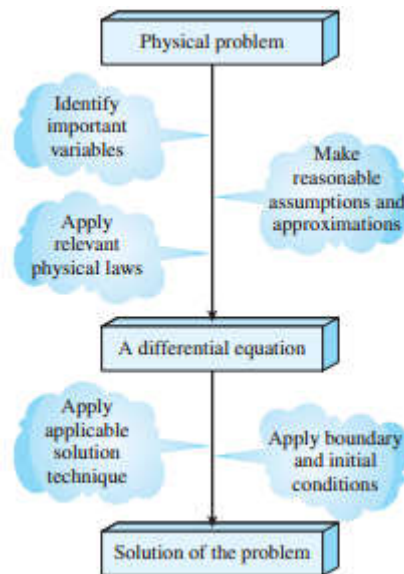 Physical problem
Identify
important
variables
Make
reasonable
assumptions and
approximations
Apply
relevant
physical laws
A differential equation
Apply
applicable
solution
technique
Apply boundary
and initial
conditions
Solution of the problem